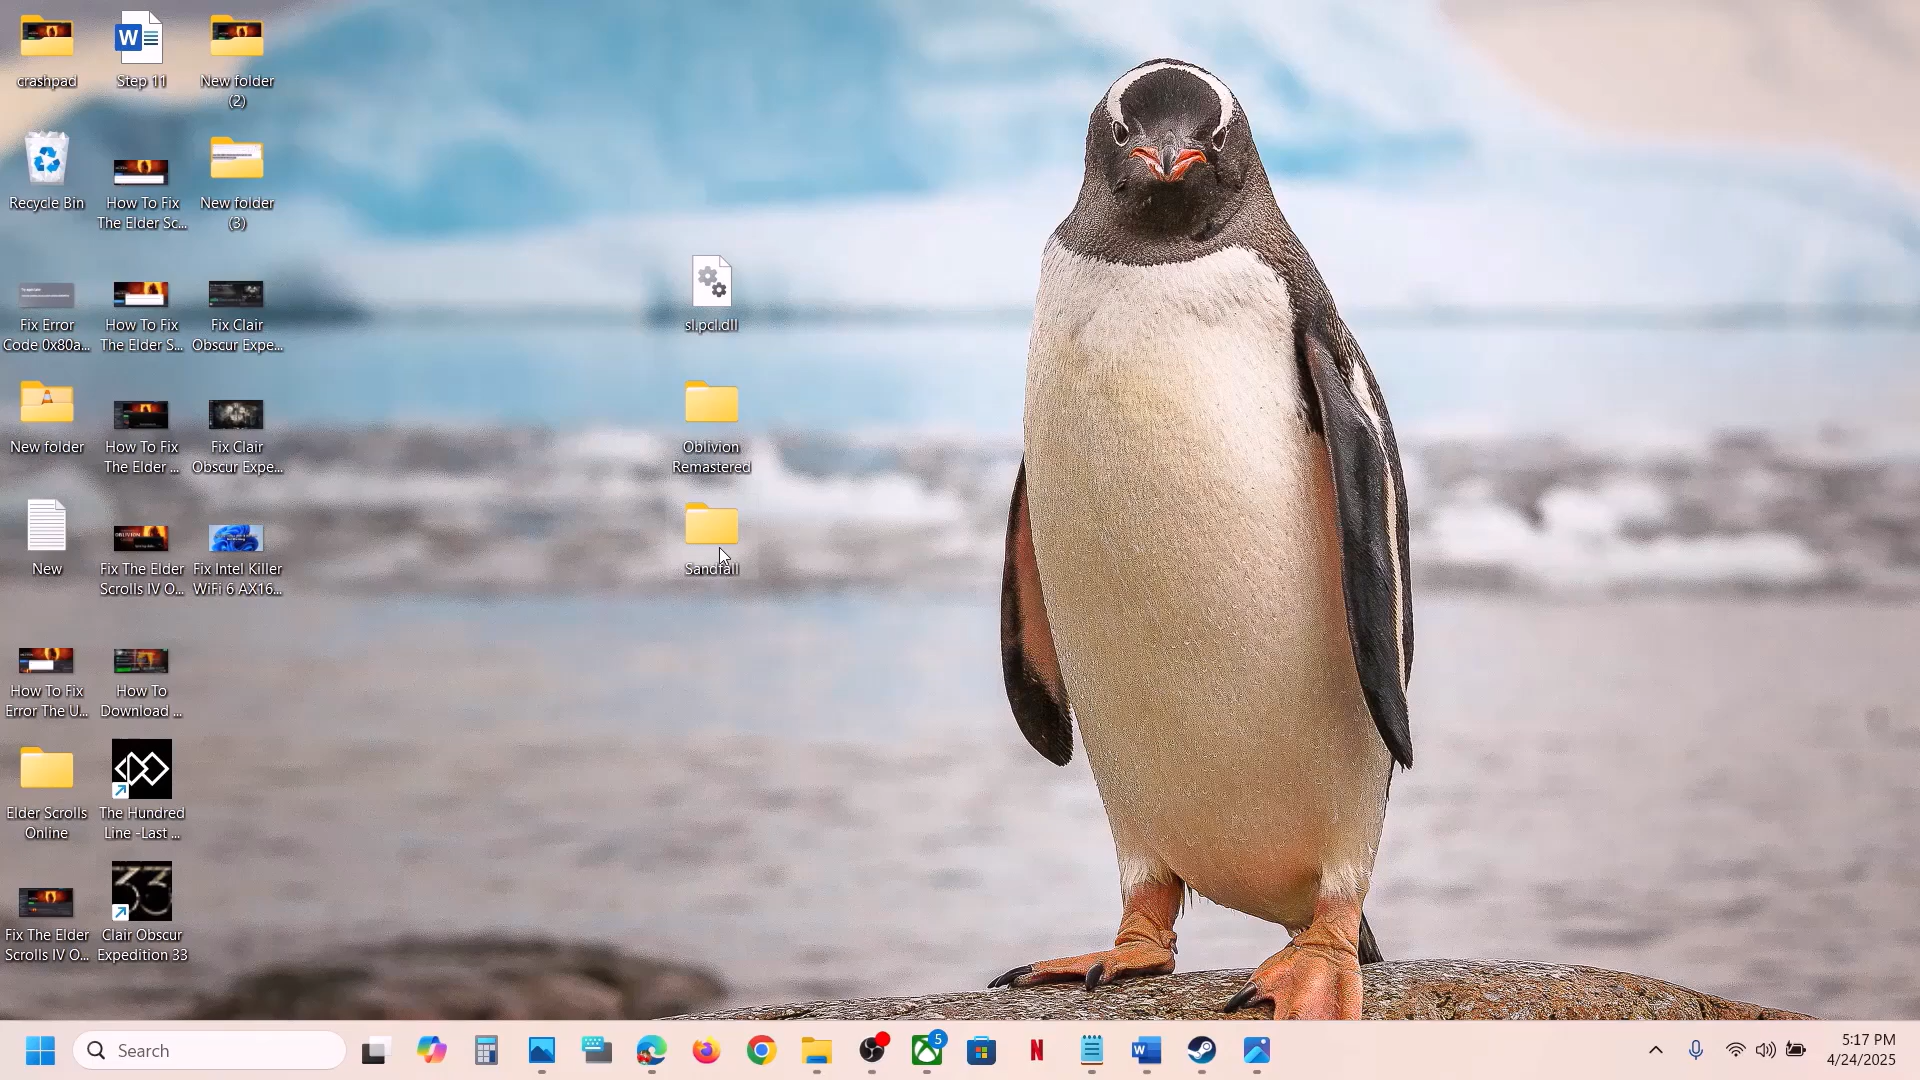 crashpad
Step 11
New folder
(2)
Recycle Bin
How To Fix
The Elder Sc...
New folder
(3)
sl.pcl.dll
Fix Error
Code 0x80a...
How To Fix
The Elder S...
Fix Clair
Obscur Expe...
New folder
How To Fix
The Elder ...
Fix Clair
Obscur Expe...
Oblivion
Remastered
New
Fix The Elder
Scrolls IV O...
Fix Intel Killer
WiFi 6 AX16...
Sandfall
How To Fix
Error The U...
How To
Download ...
Elder Scrolls
Online
The Hundred
Line -Last ...
33
Fix The Elder
Scrolls IV O...
Clair Obscur
Expedition 33
Search
5
5:17 PM
4/24/2025